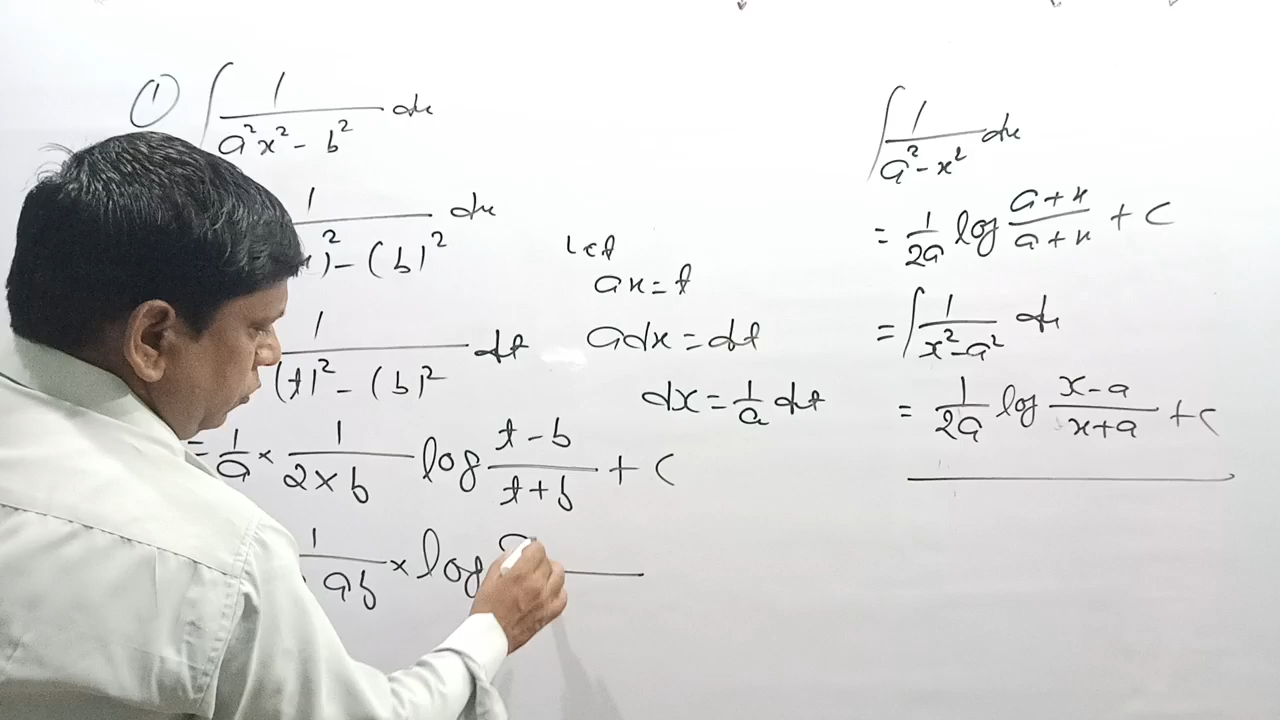 ① ∫ 1/(a²x² - b²) dx
1/( x)² - (b)² dx
1/((t)² - (b)²) dt
= 1/a × 1/(2 × b) log (t - b)/(t + b) + c
1/ab × log
Let
ax = t
adx = dt
dx = 1/a dt
∫ 1/(a² - x²) dx
= 1/2a log (a + x)/(a + x) + c
= ∫ 1/(x² - a²) dx
= 1/2a log (x - a)/(x + a) + c